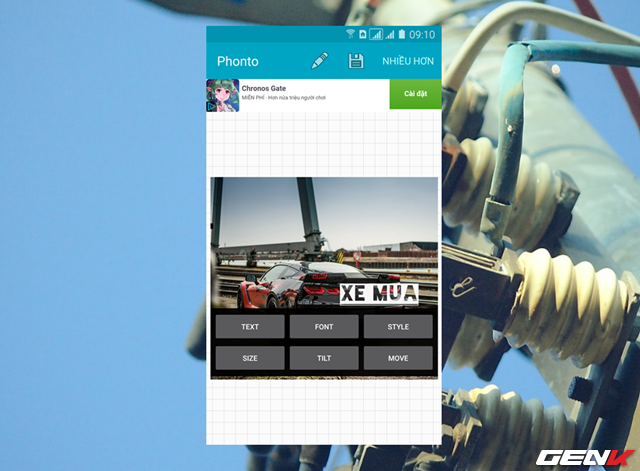 09:10
Phonto
NHIỀU HƠN
Chronos Gate
MIỄN PHÍ · Hơn nửa triệu người chơi
Cài đặt
XE MUA
TEXT FONT STYLE
SIZE TILT MOVE
GENK